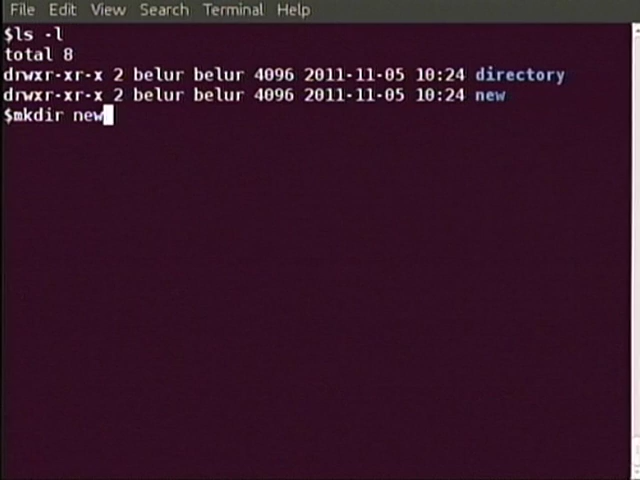 File Edit View Search Terminal Help
$ls -l
total 8
drwxr-xr-x 2 belur belur 4096 2011-11-05 10:24 directory
drwxr-xr-x 2 belur belur 4096 2011-11-05 10:24 new
$mkdir new